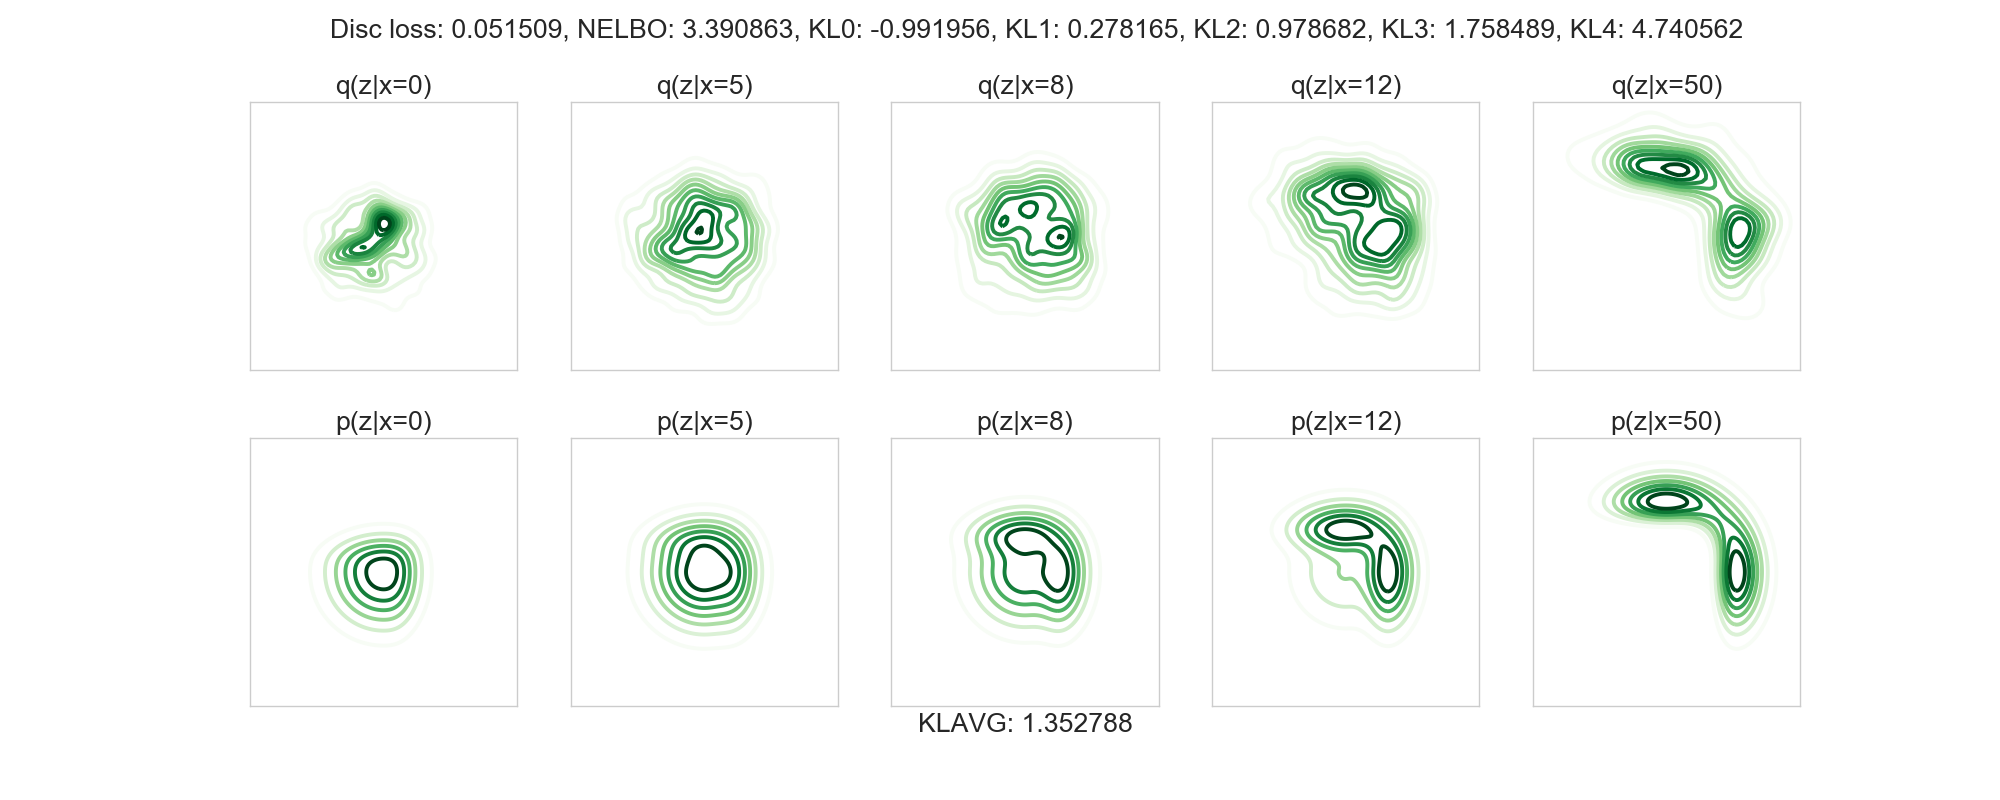 Disc loss: 0.051509, NELBO: 3.390863, KL0: -0.991956, KL1: 0.278165, KL2: 0.978682, KL3: 1.758489, KL4: 4.740562
q(z|x=0) q(z|x=5) q(z|x=8) q(z|x=12) q(z|x=50)
p(z|x=0) p(z|x=5) p(z|x=8) p(z|x=12) p(z|x=50)
KLAVG: 1.352788